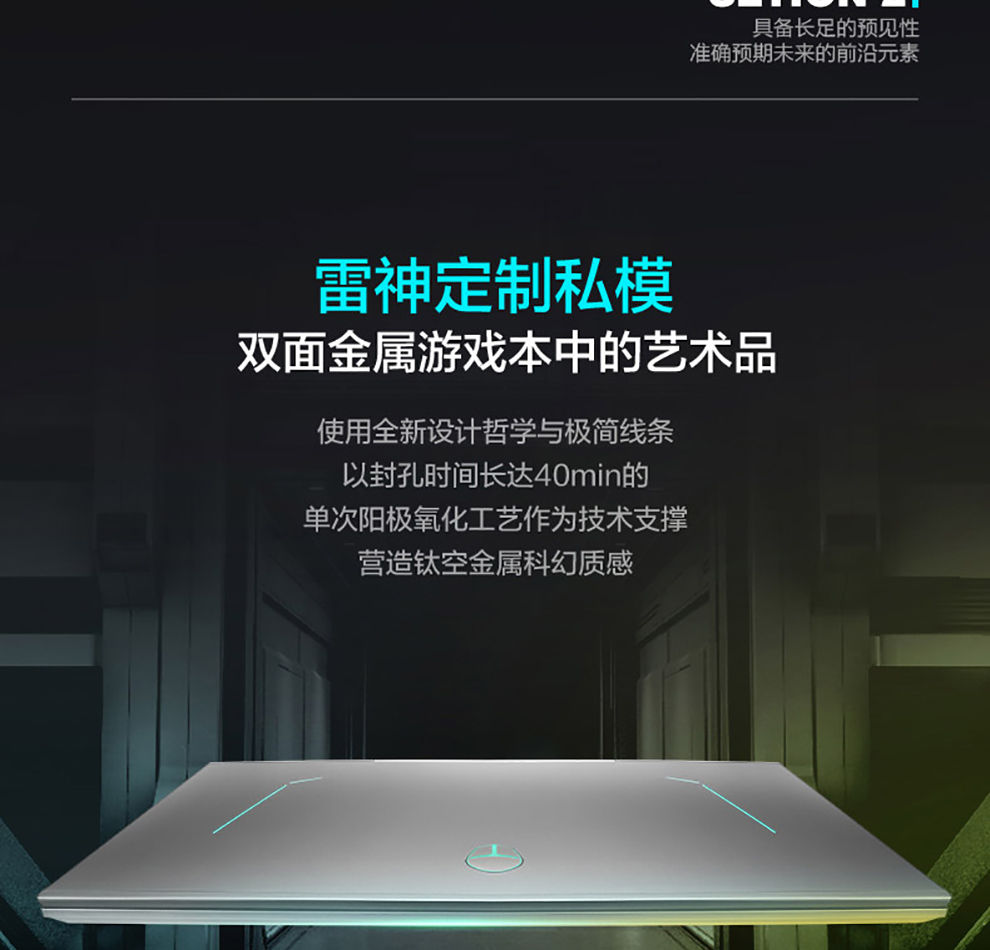 具备长足的预见性
准确预期未来的前沿元素
雷神定制私模
双面金属游戏本中的艺术品
使用全新设计哲学与极简线条
以封孔时间长达40min的
单次阳极氧化工艺作为技术支撑
营造钛空金属科幻质感